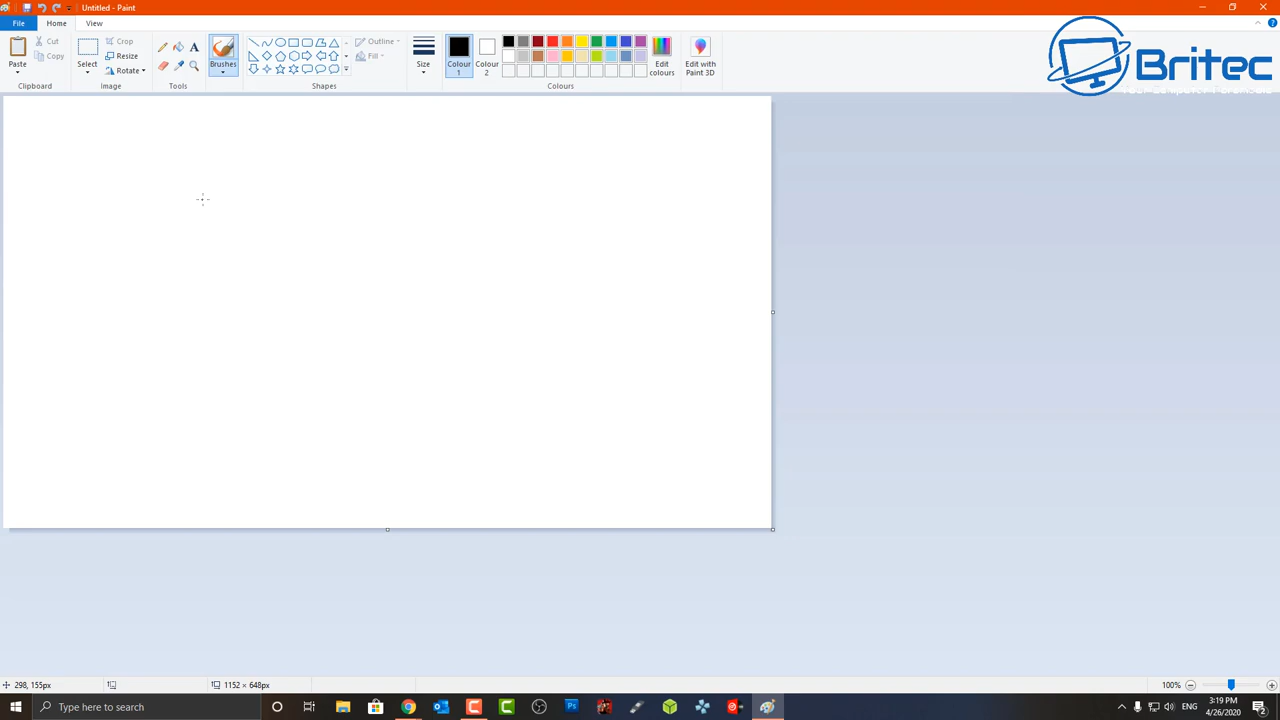 Untitled - Paint
File
Home
View
Paste
Cut
Copy
Clipboard
Select
Crop
Resize
Rotate
Image
A
Tools
Brushes
Outline
Fill
Shapes
Size
Colour
1
Colour
2
Edit
colours
Edit with
Paint 3D
Colours
Britec
298, 155px
1152 × 648px
100%
Type here to search
Ps
ENG
3:19 PM
4/26/2020
2